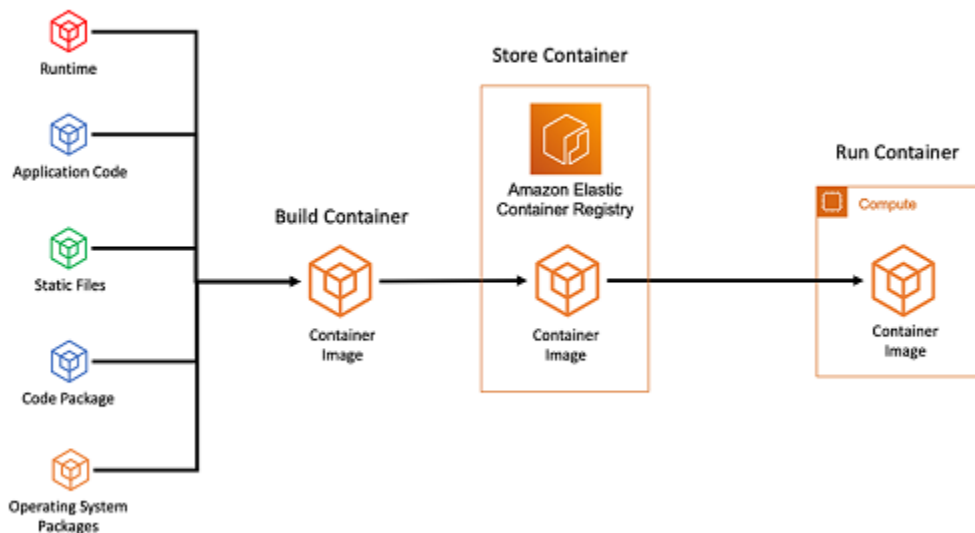 Runtime
Application Code
Static Files
Code Package
Operating System
Packages
Build Container
Container
Image
Store Container
Amazon Elastic
Container Registry
Container
Image
Run Container
Compute
Container
Image